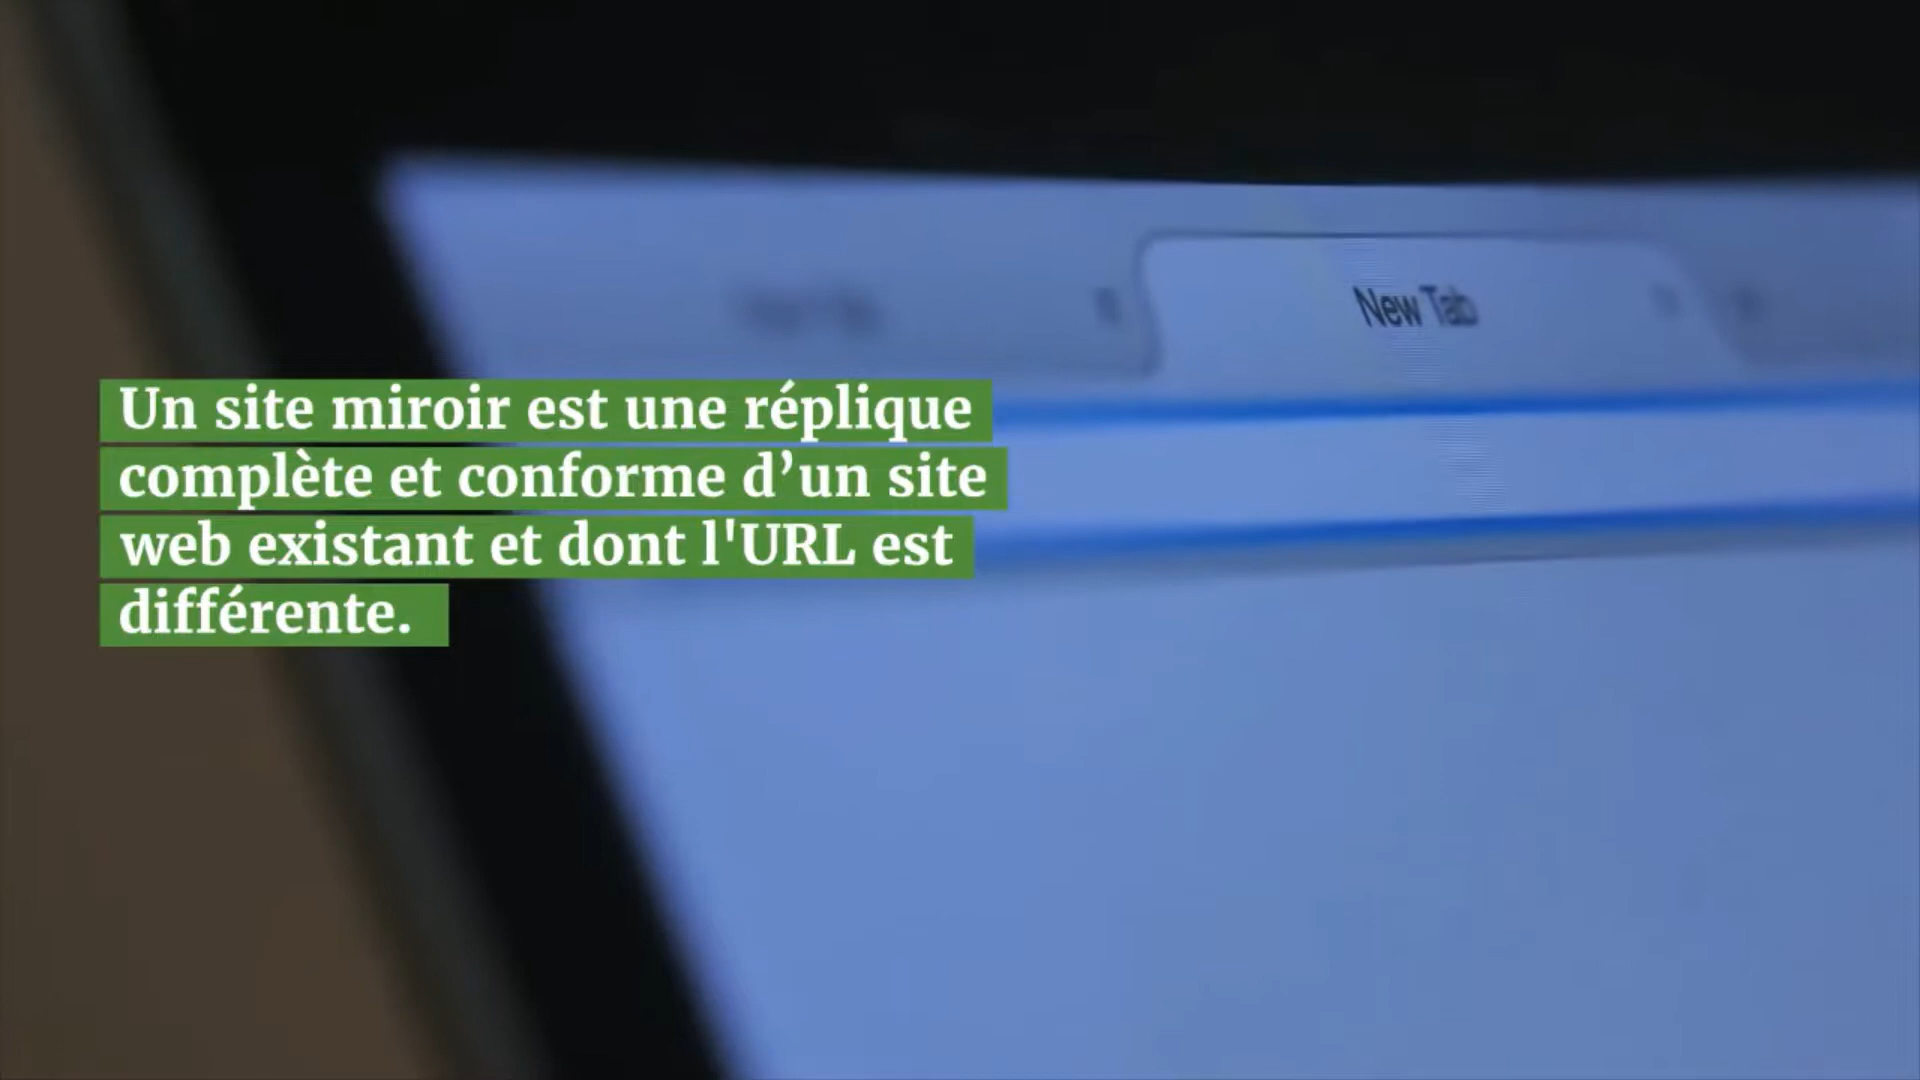 New Tab
Un site miroir est une réplique
complète et conforme d’un site
web existant et dont l'URL est
différente.